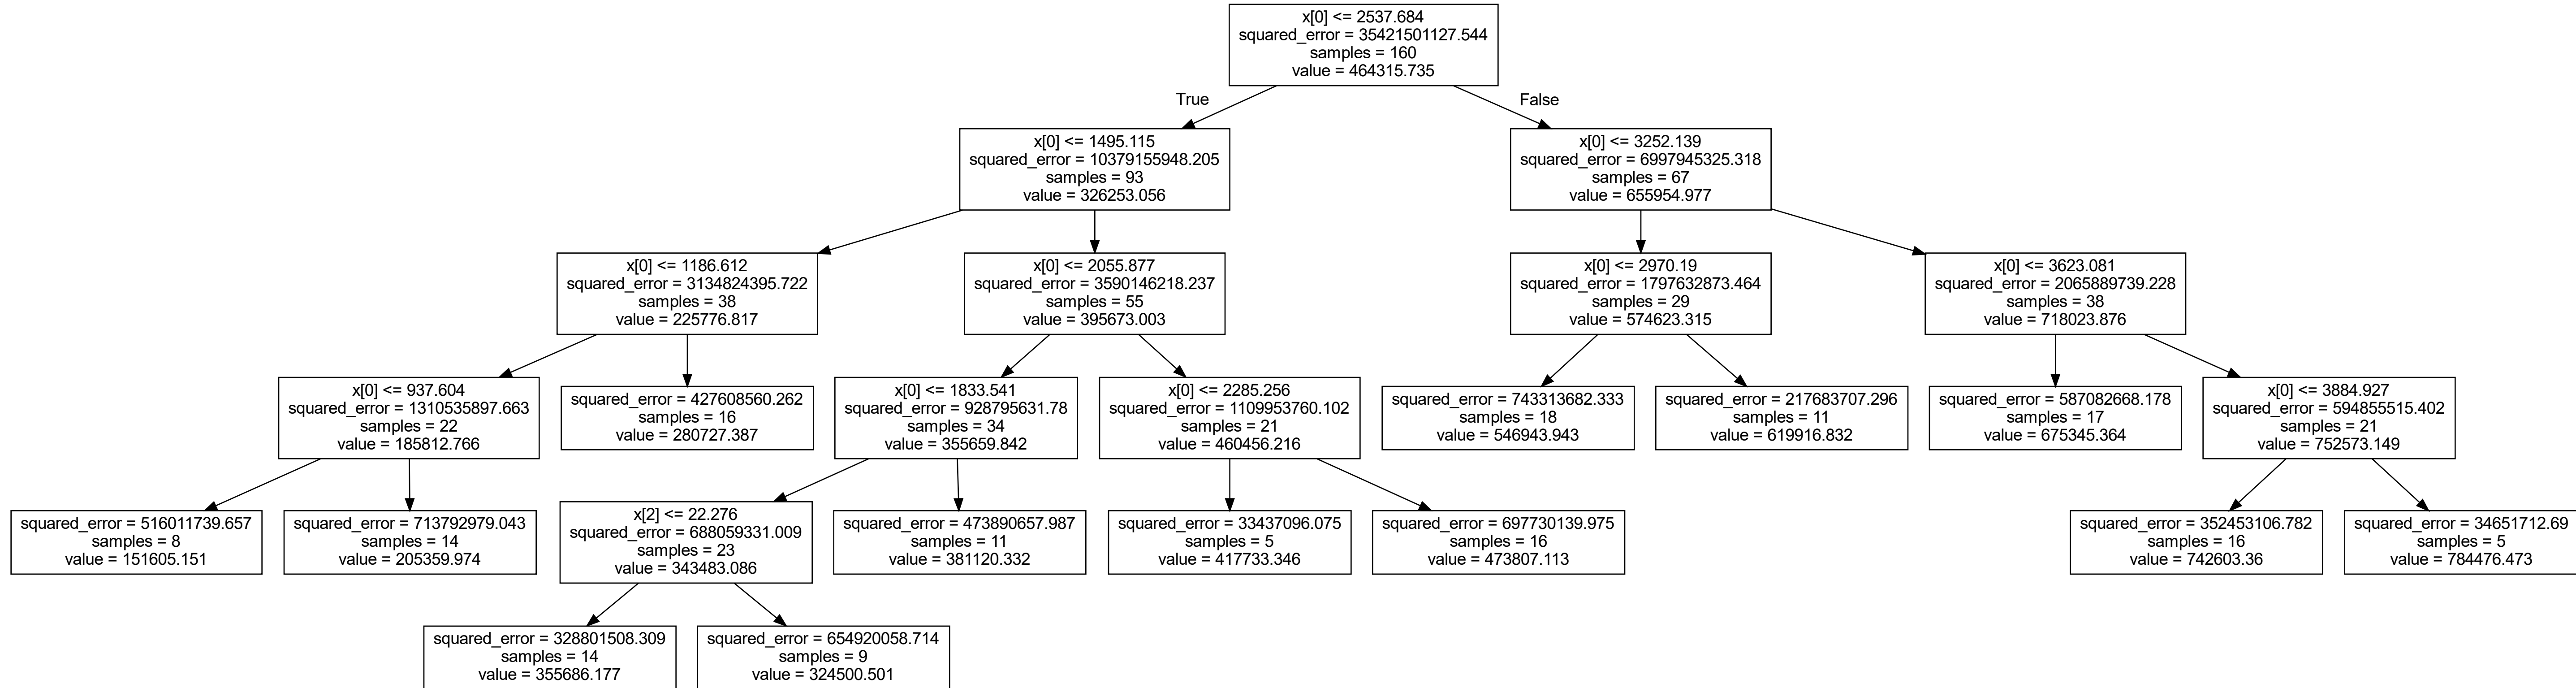 x[0] <= 2537.684
squared_error = 35421501127.544
samples = 160
value = 464315.735
True
False
x[0] <= 1495.115
squared_error = 10379155948.205
samples = 93
value = 326253.056
x[0] <= 3252.139
squared_error = 6997945325.318
samples = 67
value = 655954.977
x[0] <= 1186.612
squared_error = 3134824395.722
samples = 38
value = 225776.817
x[0] <= 2055.877
squared_error = 3590146218.237
samples = 55
value = 395673.003
x[0] <= 2970.19
squared_error = 1797632873.464
samples = 29
value = 574623.315
x[0] <= 3623.081
squared_error = 2065889739.228
samples = 38
value = 718023.876
x[0] <= 937.604
squared_error = 1310535897.663
samples = 22
value = 185812.766
squared_error = 427608560.262
samples = 16
value = 280727.387
x[0] <= 1833.541
squared_error = 928795631.78
samples = 34
value = 355659.842
x[0] <= 2285.256
squared_error = 1109953760.102
samples = 21
value = 460456.216
squared_error = 743313682.333
samples = 18
value = 546943.943
squared_error = 217683707.296
samples = 11
value = 619916.832
squared_error = 587082668.178
samples = 17
value = 675345.364
x[0] <= 3884.927
squared_error = 594855515.402
samples = 21
value = 752573.149
squared_error = 516011739.657
samples = 8
value = 151605.151
squared_error = 713792979.043
samples = 14
value = 205359.974
x[2] <= 22.276
squared_error = 688059331.009
samples = 23
value = 343483.086
squared_error = 473890657.987
samples = 11
value = 381120.332
squared_error = 33437096.075
samples = 5
value = 417733.346
squared_error = 697730139.975
samples = 16
value = 473807.113
squared_error = 352453106.782
samples = 16
value = 742603.36
squared_error = 34651712.69
samples = 5
value = 784476.473
squared_error = 328801508.309
samples = 14
value = 355686.177
squared_error = 654920058.714
samples = 9
value = 324500.501